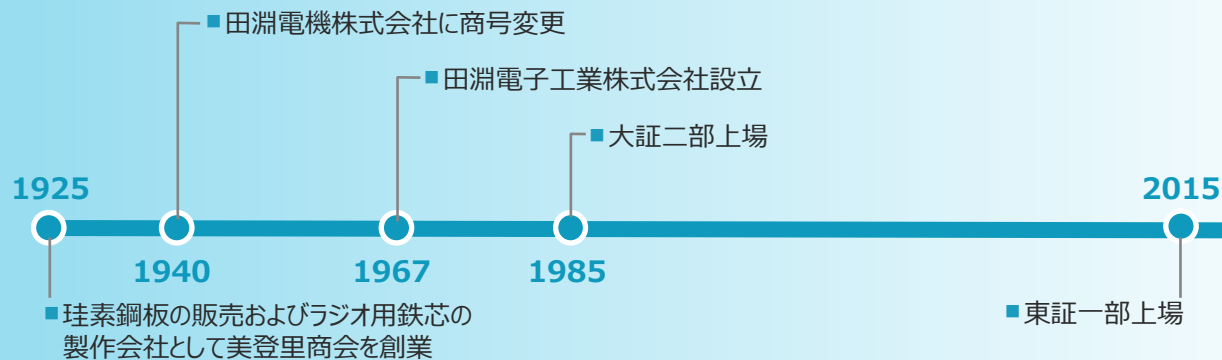 ■田淵電機株式会社に商号変更
■田淵電子工業株式会社設立
■大証二部上場
1925
2015
1940
1967
1985
■珪素鋼板の販売およびラジオ用鉄芯の
製作会社として美登里商会を創業
■東証一部上場